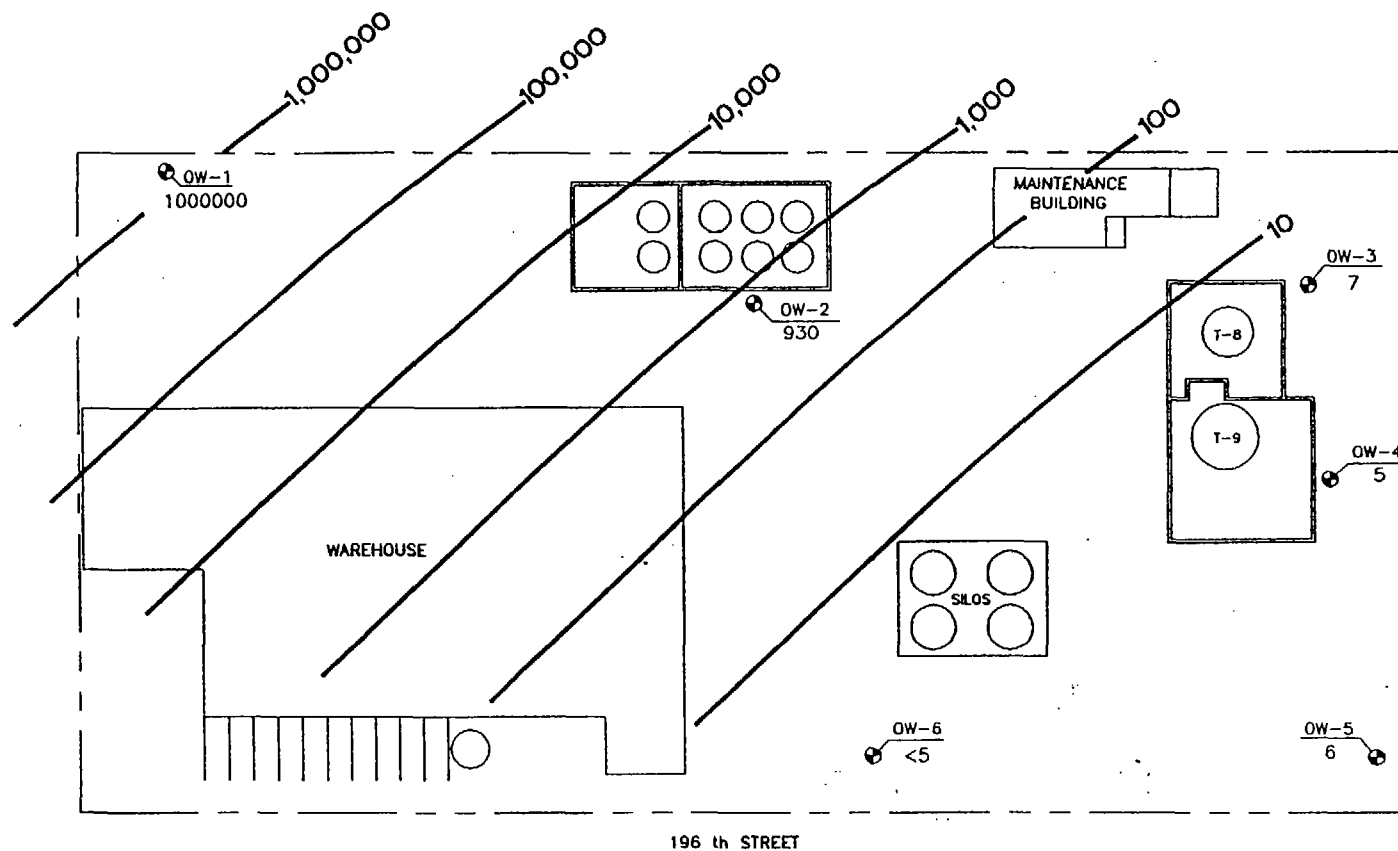 1,000,000
100,000
10,000
1,000
100
OW-1
1000000
MAINTENANCE
BUILDING
10
OW-3
7
OW-2
930
T-8
T-9
OW-4
5
WAREHOUSE
SILOS
OW-6
<5
OW-5
6
196 th STREET